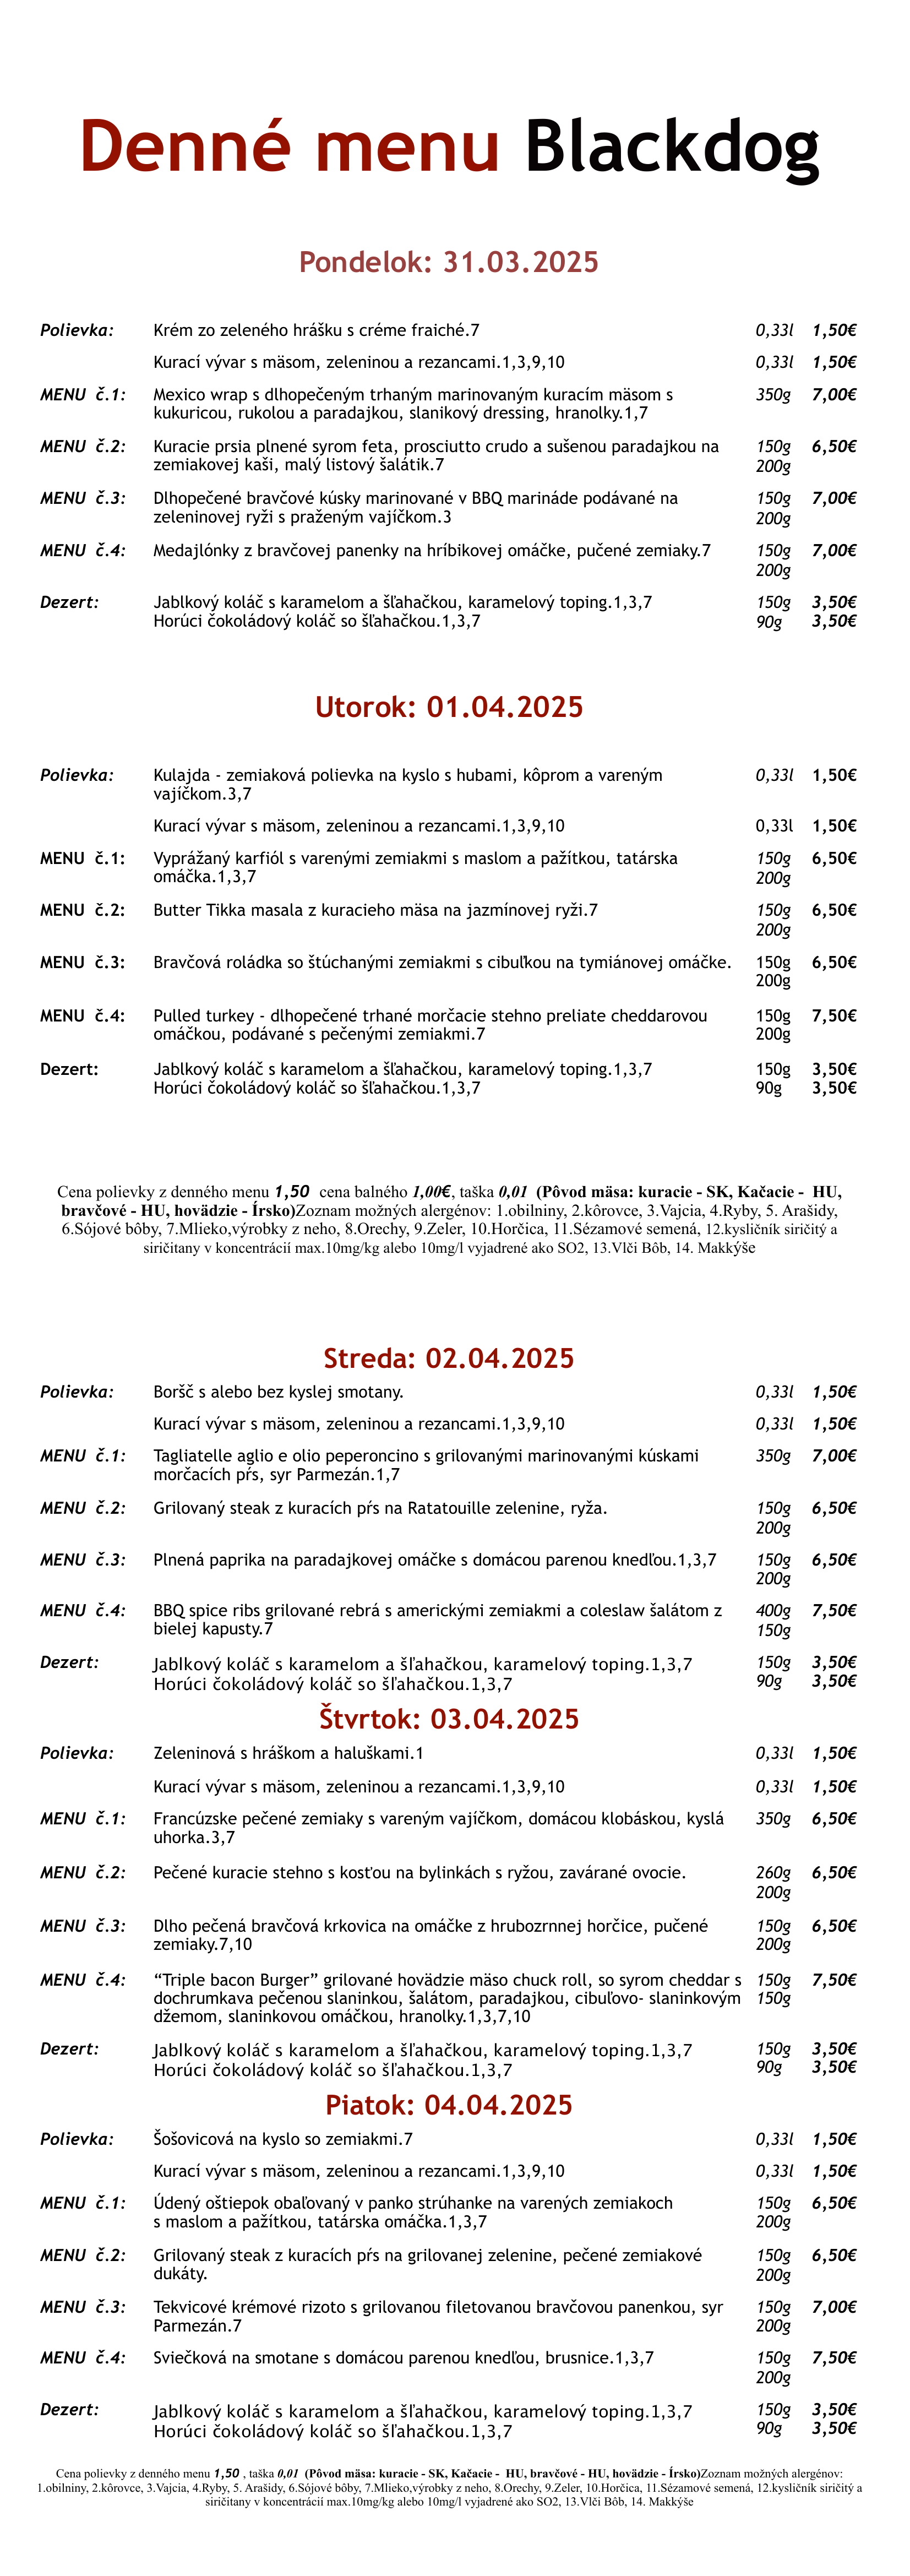 Denné menu Blackdog
Pondelok: 31.03.2025
Polievka: Krém zo zeleného hrášku s créme fraiché.7 0,33l 1,50€
Kurací vývar s mäsom, zeleninou a rezancami.1,3,9,10 0,33l 1,50€
MENU č.1: Mexico wrap s dlhopečeným trhaným marinovaným kuracím mäsom s 350g 7,00€
kukuricou, rukolou a paradajkou, slanikový dressing, hranolky.1,7
MENU č.2: Kuracie prsia plnené syrom feta, prosciutto crudo a sušenou paradajkou na 150g 6,50€
zemiakovej kaši, malý listový šalátik.7 200g
MENU č.3: Dlhopečené bravčové kúsky marinované v BBQ marináde podávané na 150g 7,00€
zeleninovej ryži s praženým vajíčkom.3 200g
MENU č.4: Medajlónky z bravčovej panenky na hríbikovej omáčke, pučené zemiaky.7 150g 7,00€
200g
Dezert: Jablkový koláč s karamelom a šľahačkou, karamelový toping.1,3,7 150g 3,50€
Horúci čokoládový koláč so šľahačkou.1,3,7 90g 3,50€
Utorok: 01.04.2025
Polievka: Kulajda - zemiaková polievka na kyslo s hubami, kôprom a vareným 0,33l 1,50€
vajíčkom.3,7
Kurací vývar s mäsom, zeleninou a rezancami.1,3,9,10 0,33l 1,50€
MENU č.1: Vyprážaný karfiól s varenými zemiakmi s maslom a pažítkou, tatárska 150g 6,50€
omáčka.1,3,7 200g
MENU č.2: Butter Tikka masala z kuracieho mäsa na jazmínovej ryži.7 150g 6,50€
200g
MENU č.3: Bravčová roládka so štúchanými zemiakmi s cibuľkou na tymiánovej omáčke. 150g 6,50€
200g
MENU č.4: Pulled turkey - dlhopečené trhané morčacie stehno preliate cheddarovou 150g 7,50€
omáčkou, podávané s pečenými zemiakmi.7 200g
Dezert: Jablkový koláč s karamelom a šľahačkou, karamelový toping.1,3,7 150g 3,50€
Horúci čokoládový koláč so šľahačkou.1,3,7 90g 3,50€
Cena polievky z denného menu 1,50 cena balného 1,00€, taška 0,01 (Pôvod mäsa: kuracie - SK, Kačacie - HU,
bravčové - HU, hovädzie - Írsko)Zoznam možných alergénov: 1.obilniny, 2.kôrovce, 3.Vajcia, 4.Ryby, 5. Arašidy,
6.Sójové bôby, 7.Mlieko,výrobky z neho, 8.Orechy, 9.Zeler, 10.Horčica, 11.Sézamové semená, 12.kysličník siričitý a
siričitany v koncentrácií max.10mg/kg alebo 10mg/l vyjadrené ako SO2, 13.Vlči Bôb, 14. Makkýše
Streda: 02.04.2025
Polievka: Boršč s alebo bez kyslej smotany. 0,33l 1,50€
Kurací vývar s mäsom, zeleninou a rezancami.1,3,9,10 0,33l 1,50€
MENU č.1: Tagliatelle aglio e olio peperoncino s grilovanými marinovanými kúskami 350g 7,00€
morčacích pŕs, syr Parmezán.1,7
MENU č.2: Grilovaný steak z kuracích pŕs na Ratatouille zelenine, ryža. 150g 6,50€
200g
MENU č.3: Plnená paprika na paradajkovej omáčke s domácou parenou knedľou.1,3,7 150g 6,50€
200g
MENU č.4: BBQ spice ribs grilované rebrá s americkými zemiakmi a coleslaw šalátom z 400g 7,50€
bielej kapusty.7 150g
Dezert: Jablkový koláč s karamelom a šľahačkou, karamelový toping.1,3,7 150g 3,50€
Horúci čokoládový koláč so šľahačkou.1,3,7 90g 3,50€
Štvrtok: 03.04.2025
Polievka: Zeleninová s hráškom a haluškami.1 0,33l 1,50€
Kurací vývar s mäsom, zeleninou a rezancami.1,3,9,10 0,33l 1,50€
MENU č.1: Francúzske pečené zemiaky s vareným vajíčkom, domácou klobáskou, kyslá 350g 6,50€
uhorka.3,7
MENU č.2: Pečené kuracie stehno s kosťou na bylinkách s ryžou, zavárané ovocie. 260g 6,50€
200g
MENU č.3: Dlho pečená bravčová krkovica na omáčke z hrubozrnnej horčice, pučené 150g 6,50€
zemiaky.7,10 200g
MENU č.4: “Triple bacon Burger” grilované hovädzie mäso chuck roll, so syrom cheddar s 150g 7,50€
dochrumkava pečenou slaninkou, šalátom, paradajkou, cibuľovo- slaninkovým 150g
džemom, slaninkovou omáčkou, hranolky.1,3,7,10
Dezert: Jablkový koláč s karamelom a šľahačkou, karamelový toping.1,3,7 150g 3,50€
Horúci čokoládový koláč so šľahačkou.1,3,7 90g 3,50€
Piatok: 04.04.2025
Polievka: Šošovicová na kyslo so zemiakmi.7 0,33l 1,50€
Kurací vývar s mäsom, zeleninou a rezancami.1,3,9,10 0,33l 1,50€
MENU č.1: Údený oštiepok obaľovaný v panko strúhanke na varených zemiakoch 150g 6,50€
s maslom a pažítkou, tatárska omáčka.1,3,7 200g
MENU č.2: Grilovaný steak z kuracích pŕs na grilovanej zelenine, pečené zemiakové 150g 6,50€
dukáty. 200g
MENU č.3: Tekvicové krémové rizoto s grilovanou filetovanou bravčovou panenkou, syr 150g 7,00€
Parmezán.7 200g
MENU č.4: Sviečková na smotane s domácou parenou knedľou, brusnice.1,3,7 150g 7,50€
200g
Dezert: Jablkový koláč s karamelom a šľahačkou, karamelový toping.1,3,7 150g 3,50€
Horúci čokoládový koláč so šľahačkou.1,3,7 90g 3,50€
Cena polievky z denného menu 1,50 , taška 0,01 (Pôvod mäsa: kuracie - SK, Kačacie - HU, bravčové - HU, hovädzie - Írsko)Zoznam možných alergénov:
1.obilniny, 2.kôrovce, 3.Vajcia, 4.Ryby, 5. Arašidy, 6.Sójové bôby, 7.Mlieko,výrobky z neho, 8.Orechy, 9.Zeler, 10.Horčica, 11.Sézamové semená, 12.kysličník siričitý a
siričitany v koncentrácií max.10mg/kg alebo 10mg/l vyjadrené ako SO2, 13.Vlči Bôb, 14. Makkýše